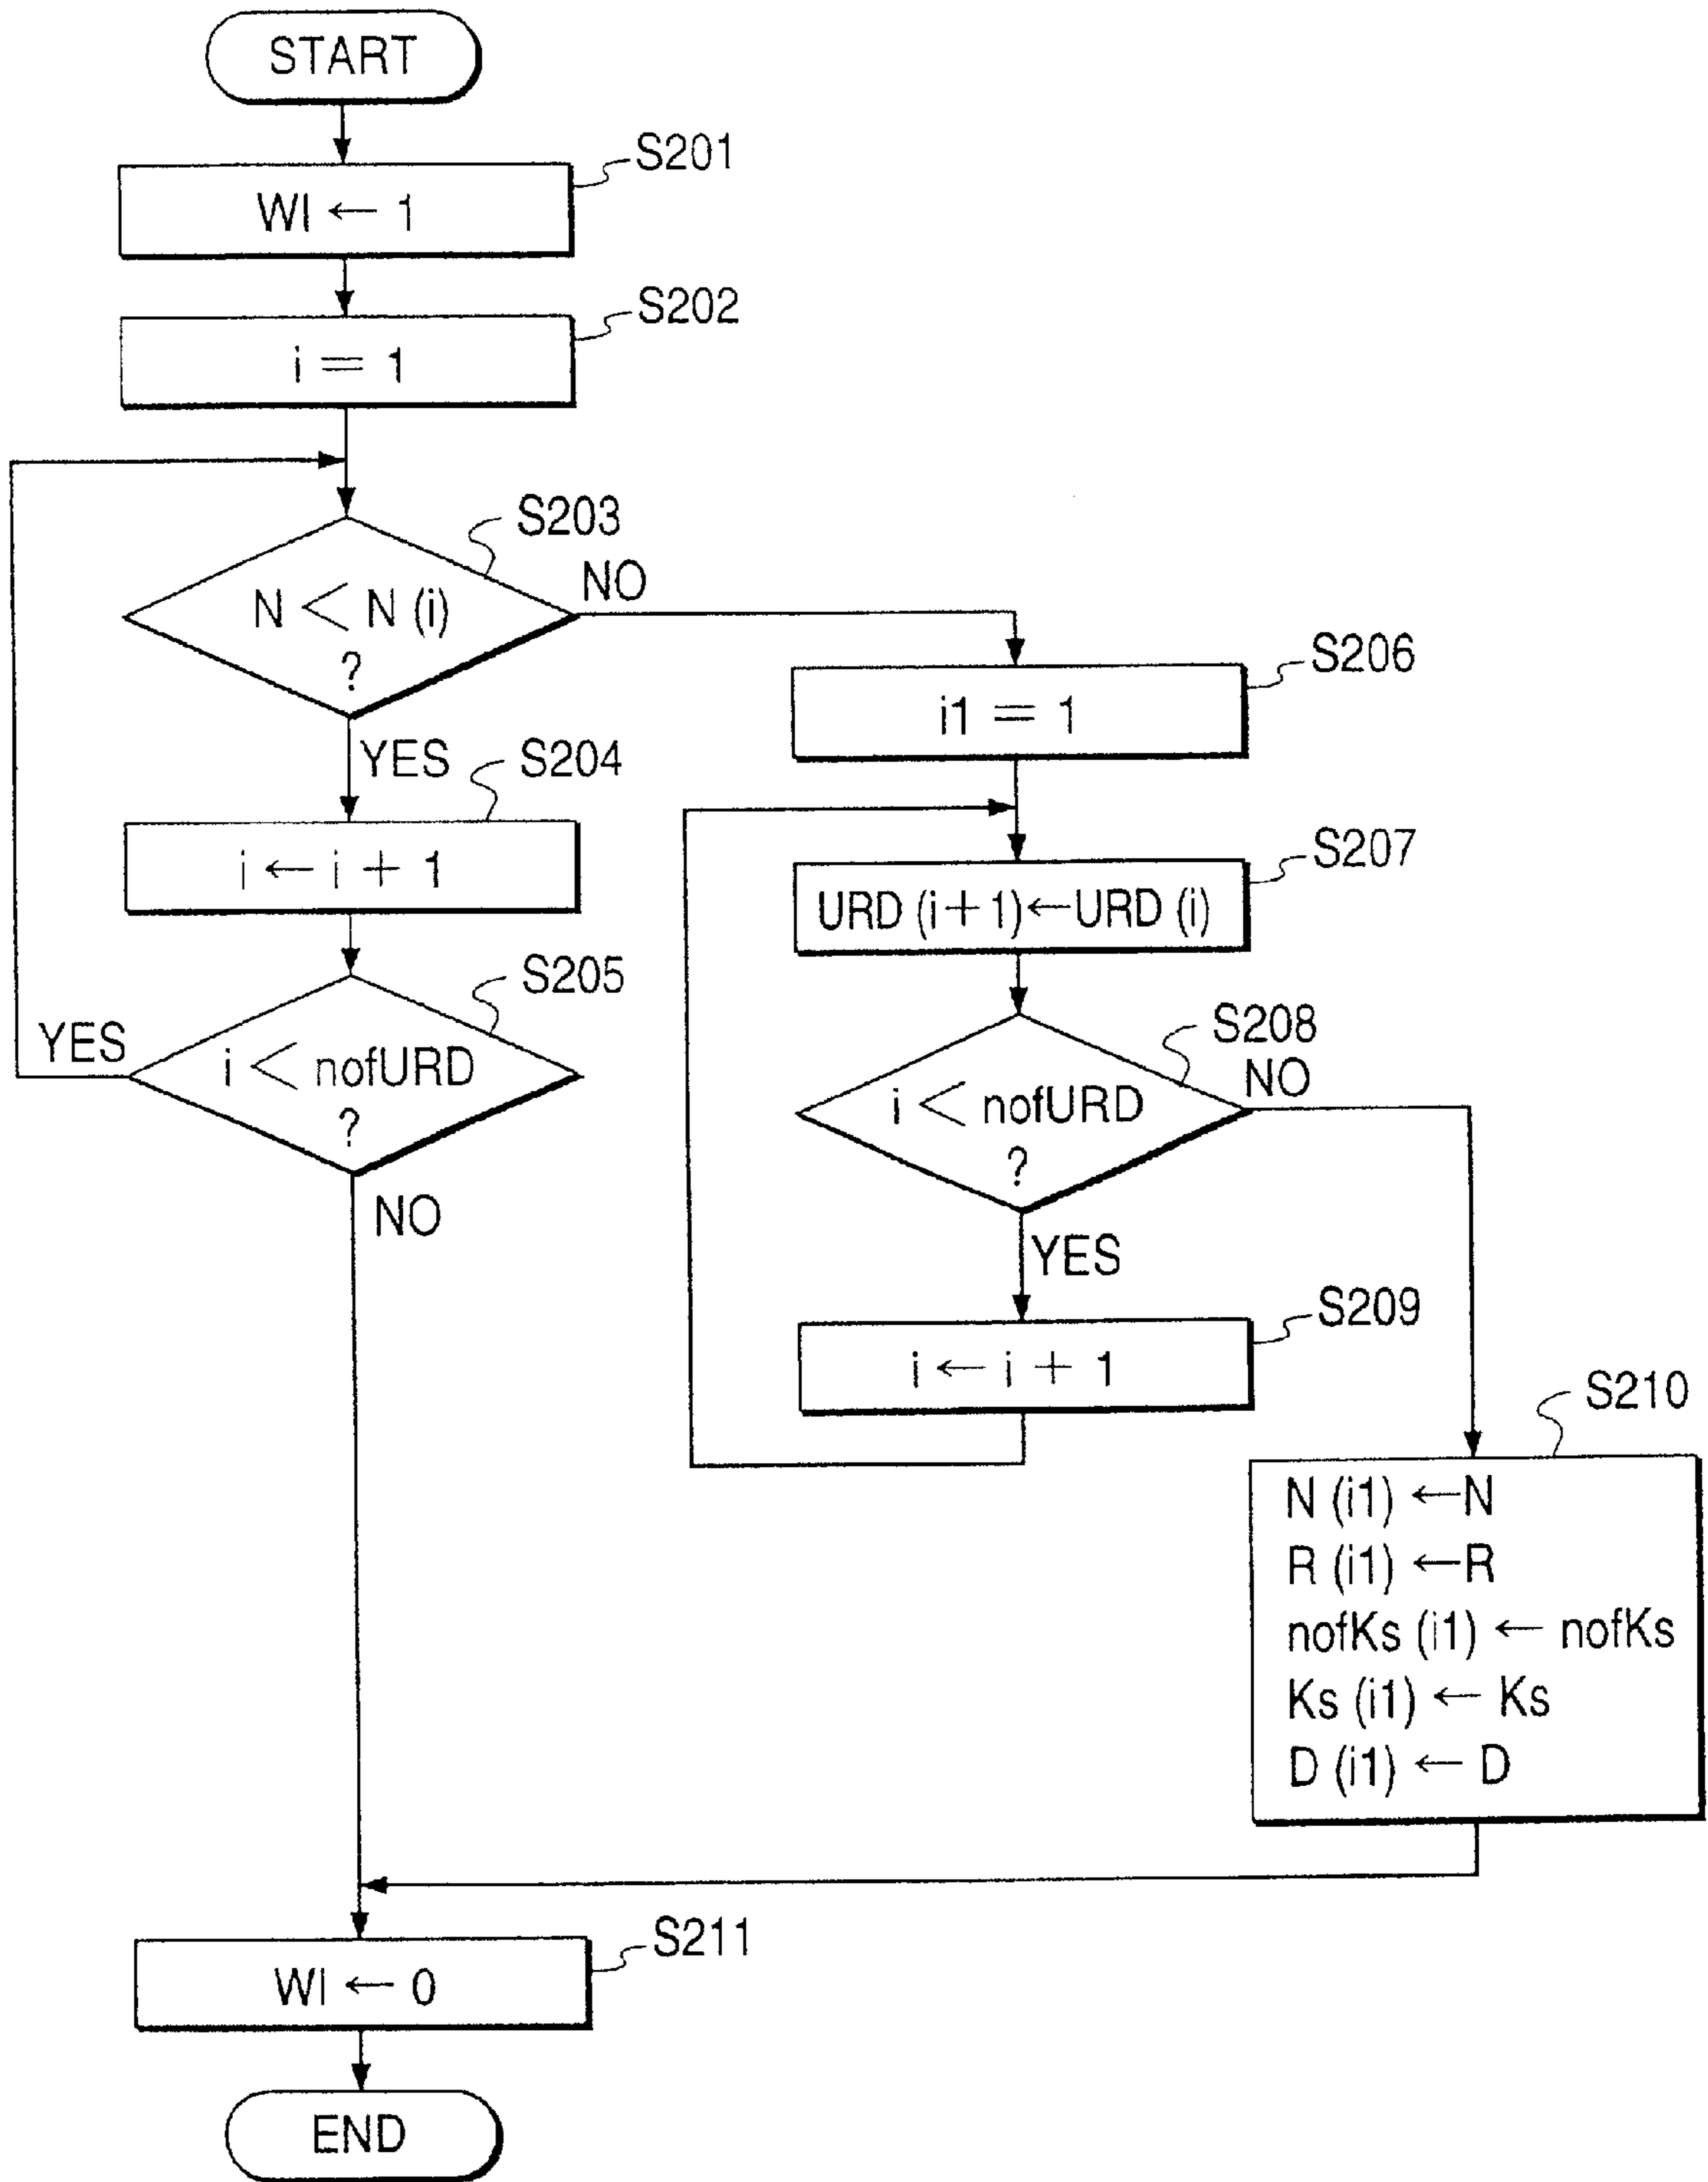 START
S201
WI ← 1
S202
i = 1
S203
N < N (i)
?
NO
YES
S204
i ← i + 1
S205
i < nofURD
?
YES
NO
S206
i1 = 1
S207
URD (i + 1) ← URD (i)
S208
i < nofURD
?
NO
YES
S209
i ← i + 1
S210
N (i1) ← N
R (i1) ← R
nofKs (i1) ← nofKs
Ks (i1) ← Ks
D (i1) ← D
S211
WI ← 0
END